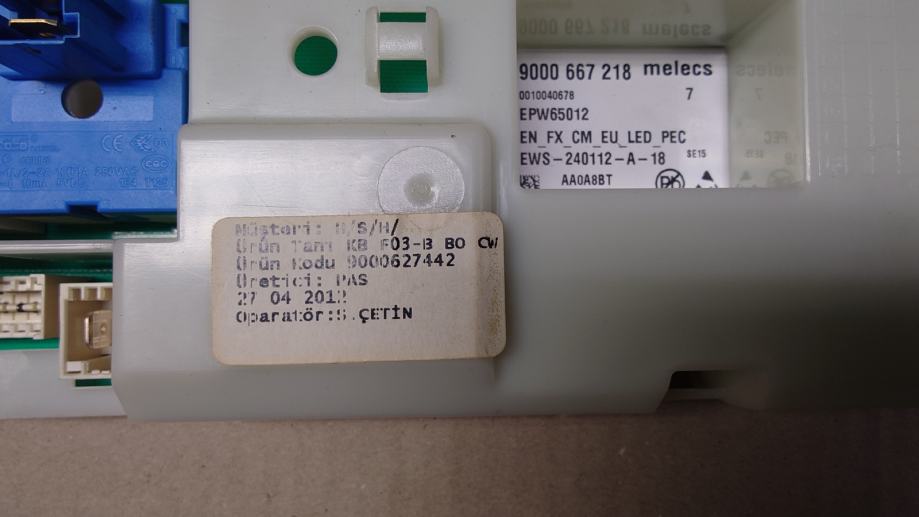 9000 667 218 melecs
0010040678 7
EPW65012
EN_FX_CM_EU_LED_PEC
EWS-240112-A-18 SE15
AA0A8BT
Müşteri: H/S/H/
Ürün Tanı KB F03-B BO CW
Ürün Kodu 9000627442
Üretici: PAS
27 04 2012
Oparatör:S.ÇETİN